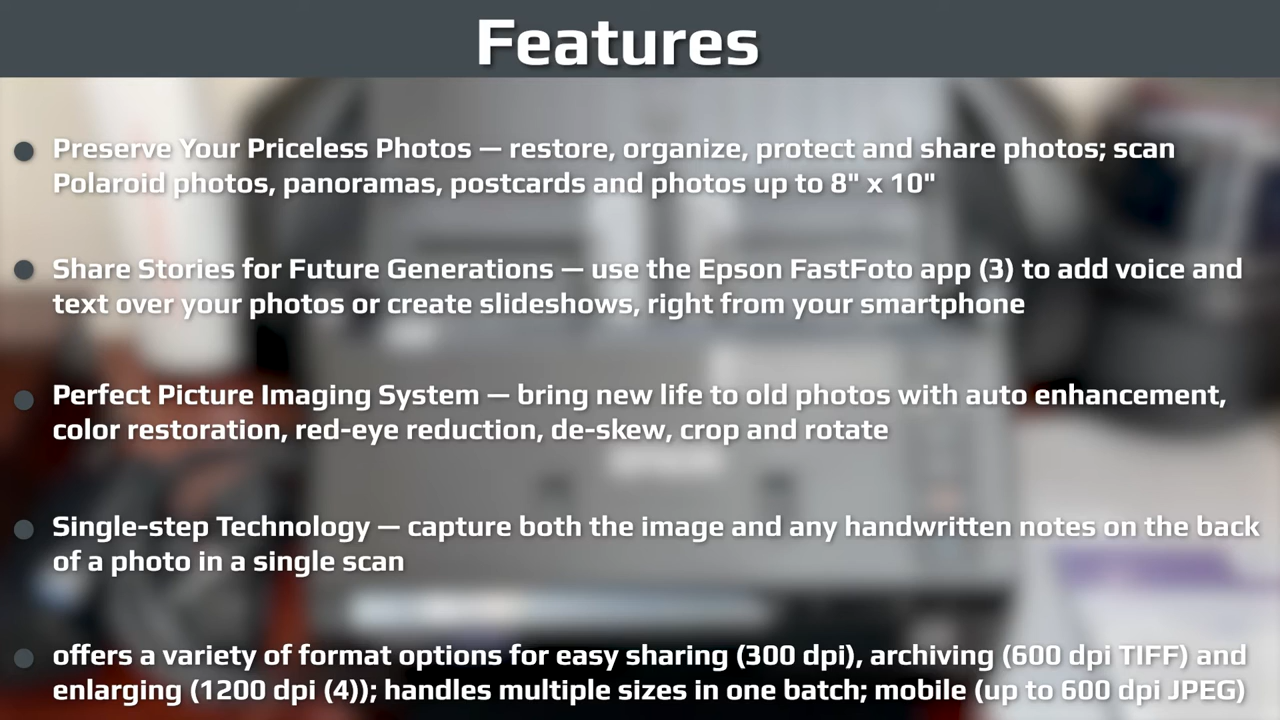 Features
Preserve Your Priceless Photos — restore, organize, protect and share photos; scan
Polaroid photos, panoramas, postcards and photos up to 8" x 10"
Share Stories for Future Generations — use the Epson FastFoto app (3) to add voice and
text over your photos or create slideshows, right from your smartphone
Perfect Picture Imaging System — bring new life to old photos with auto enhancement,
color restoration, red-eye reduction, de-skew, crop and rotate
Single-step Technology — capture both the image and any handwritten notes on the back
of a photo in a single scan
offers a variety of format options for easy sharing (300 dpi), archiving (600 dpi TIFF) and
enlarging (1200 dpi (4)); handles multiple sizes in one batch; mobile (up to 600 dpi JPEG)